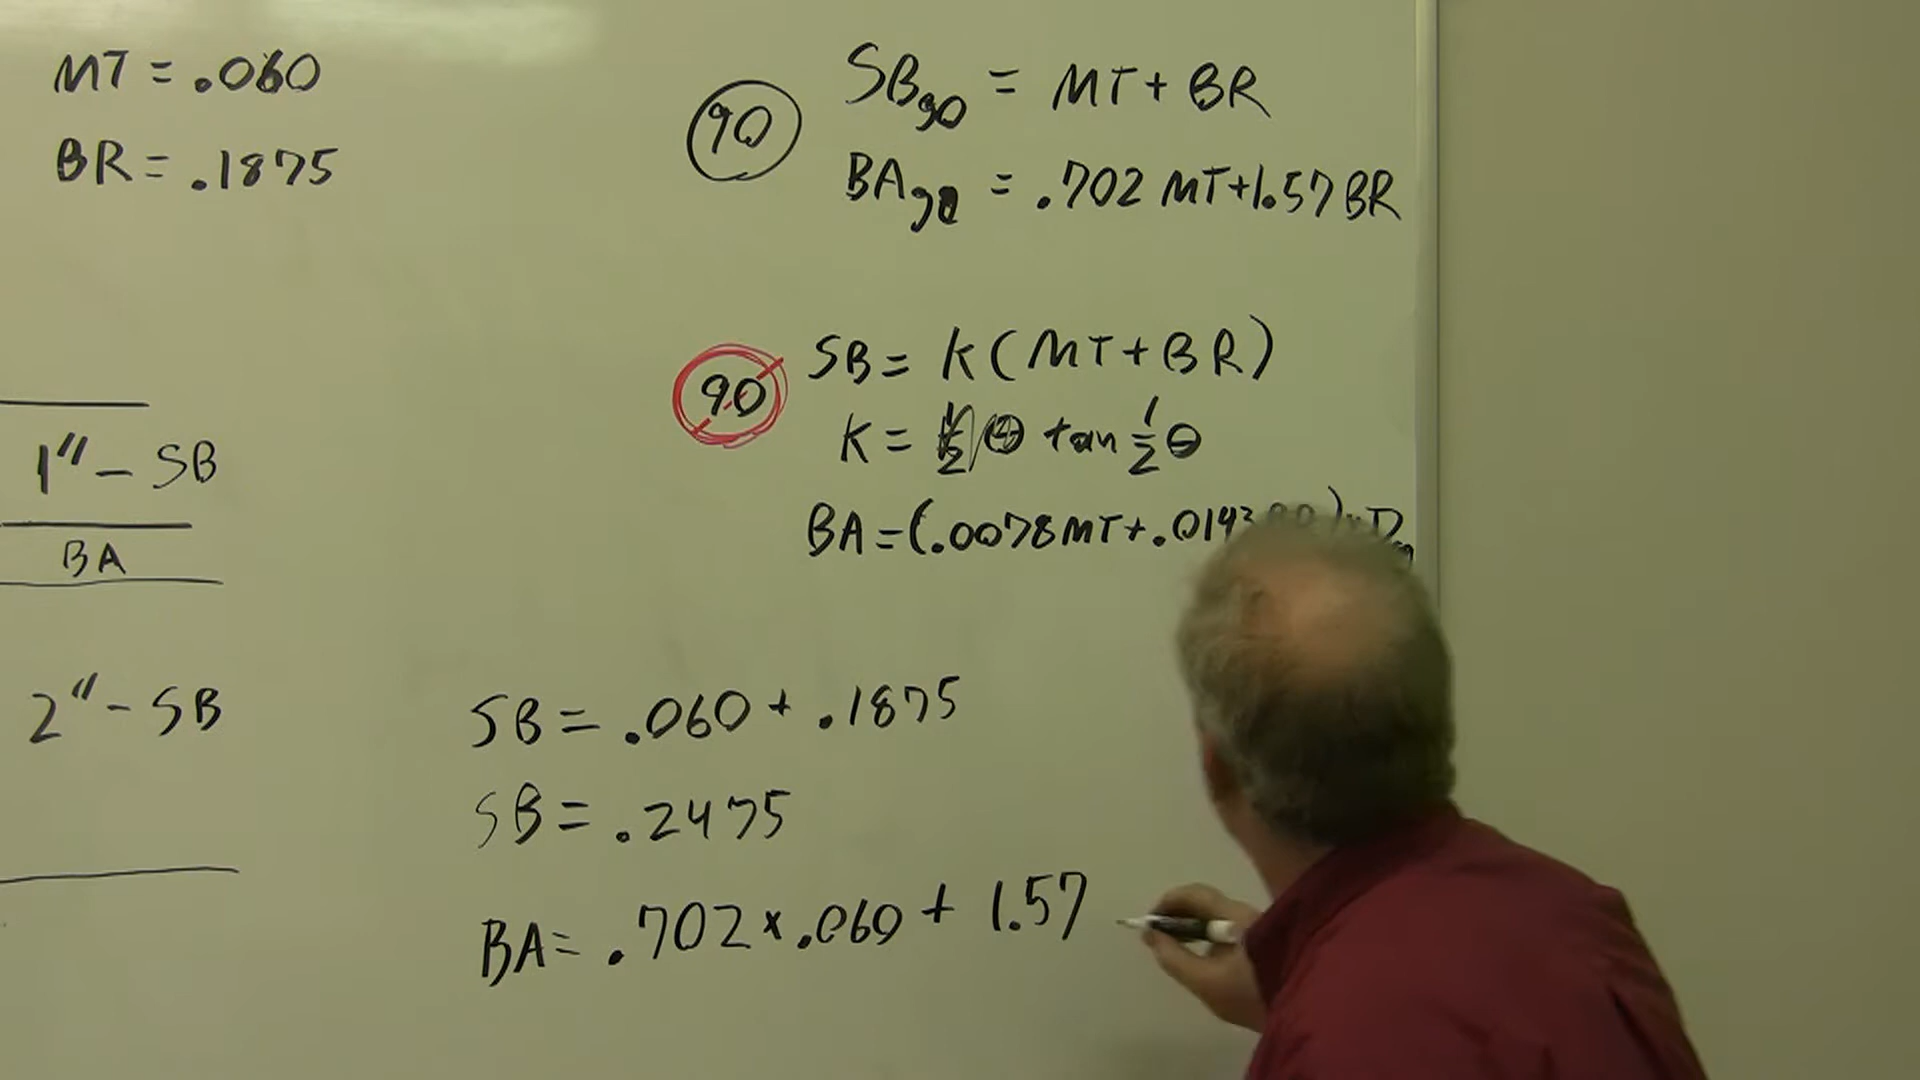 MT = .060
BR = .1875
1" - SB
BA
2" - SB
90
SB90 = MT + BR
BA90 = .702 MT + 1.57 BR
90
SB = K (MT + BR)
K = tan 1/2 θ
BA = (.0078 MT + .0143
SB = .060 + .1875
SB = .2475
BA = .702 x .060 + 1.57